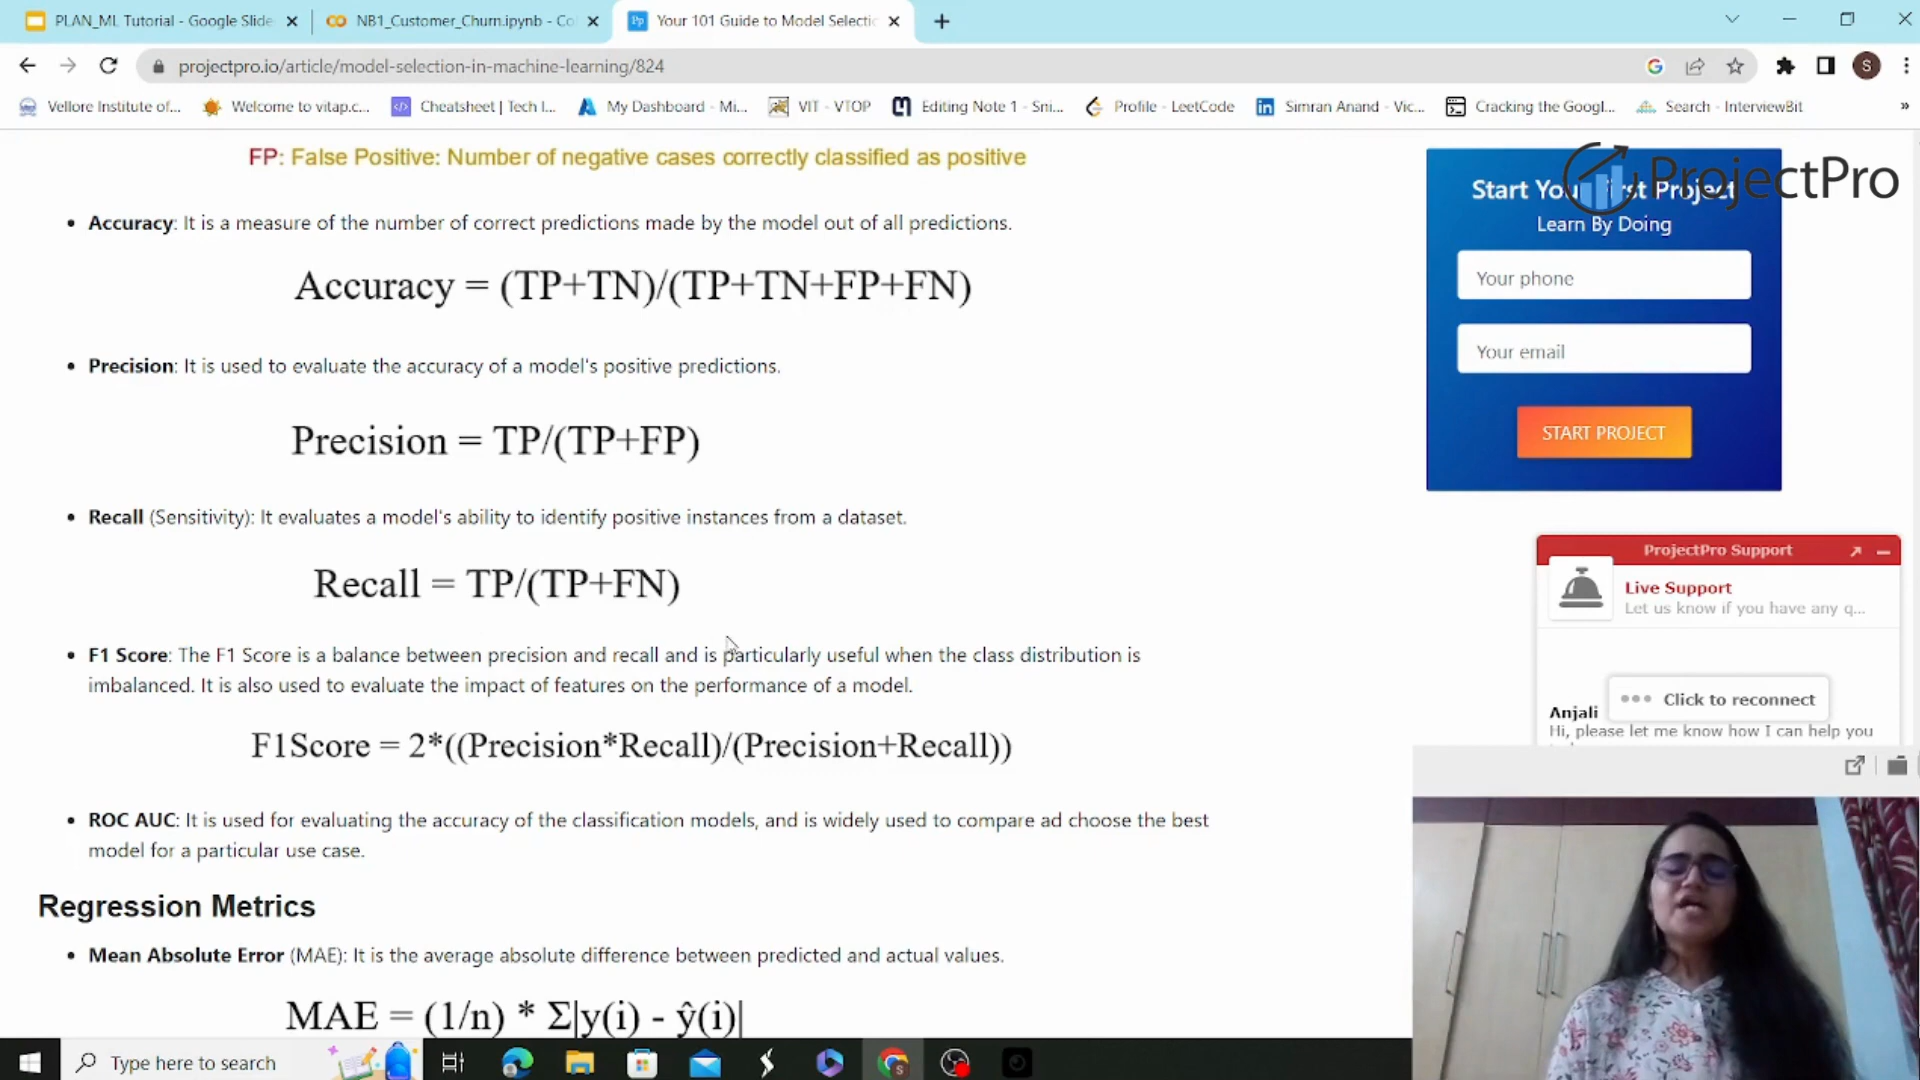 PLAN_ML Tutorial - Google Slide
NB1_Customer_Churn.ipynb - Co
Your 101 Guide to Model Selectic
projectpro.io/article/model-selection-in-machine-learning/824
S
Vellore Institute of...
Welcome to vitap.c...
Cheatsheet | Tech I...
My Dashboard - Mi...
VIT - VTOP
Editing Note 1 - Sni...
Profile - LeetCode
Simran Anand - Vic...
Cracking the Googl...
Search - InterviewBit
FP: False Positive: Number of negative cases correctly classified as positive
• Accuracy: It is a measure of the number of correct predictions made by the model out of all predictions.
Accuracy = (TP+TN)/(TP+TN+FP+FN)
• Precision: It is used to evaluate the accuracy of a model's positive predictions.
Precision = TP/(TP+FP)
• Recall (Sensitivity): It evaluates a model's ability to identify positive instances from a dataset.
Recall = TP/(TP+FN)
• F1 Score: The F1 Score is a balance between precision and recall and is particularly useful when the class distribution is
imbalanced. It is also used to evaluate the impact of features on the performance of a model.
F1Score = 2*((Precision*Recall)/(Precision+Recall))
• ROC AUC: It is used for evaluating the accuracy of the classification models, and is widely used to compare ad choose the best
model for a particular use case.
Regression Metrics
• Mean Absolute Error (MAE): It is the average absolute difference between predicted and actual values.
MAE = (1/n) * Σ|y(i) - ŷ(i)|
ProjectPro
Start Your First Project
Learn By Doing
Your phone
Your email
START PROJECT
ProjectPro Support
Live Support
Let us know if you have any q...
Click to reconnect
Anjali
Hi, please let me know how I can help you
Type here to search